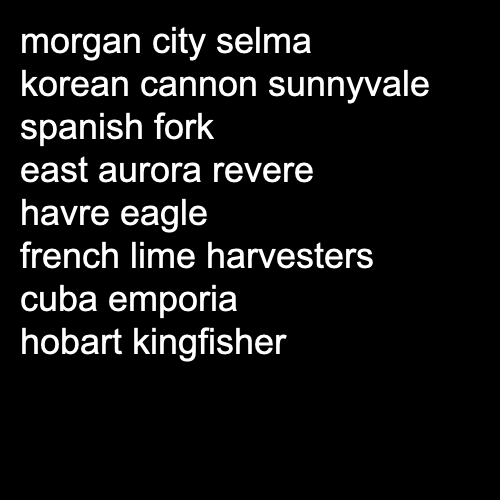 morgan city selma
korean cannon sunnyvale
spanish fork
east aurora revere
havre eagle
french lime harvesters
cuba emporia
hobart kingfisher